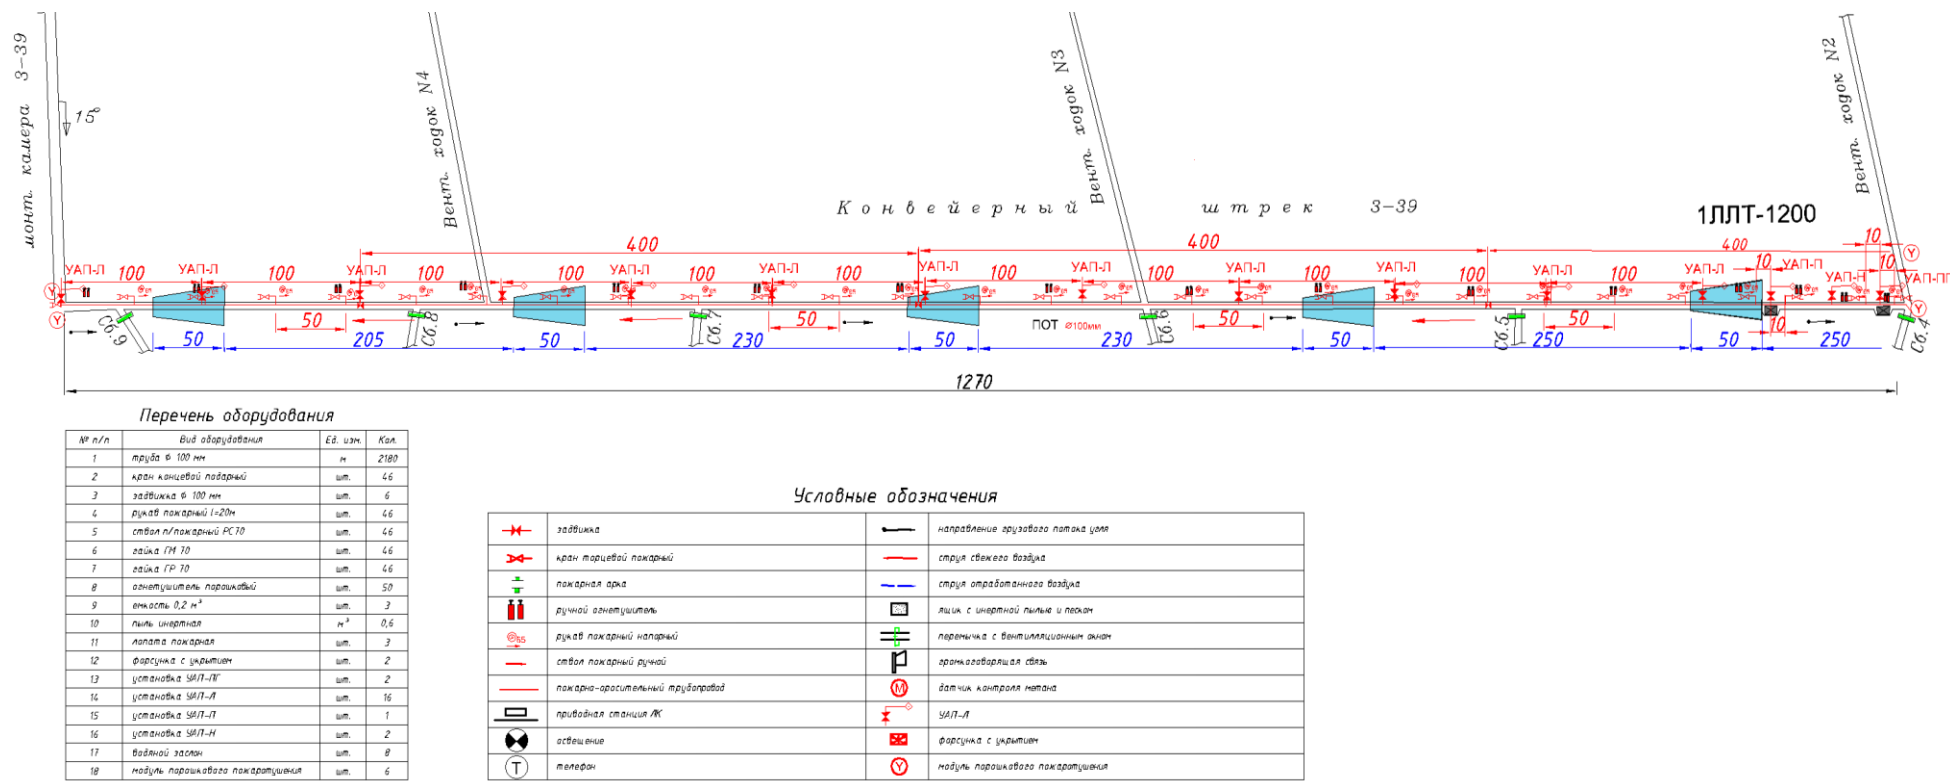 монт. камера 3-39
15°
Вент. ходок N4
Вент. ходок N3
Вент. ходок N2
Конвейерный штрек 3-39
1ЛЛТ-1200
400
400
400
10
УАП-Л
100
УАП-Л
100
УАП-Л
100
100
УАП-Л
100
УАП-Л
100
УАП-Л
100
УАП-Л
100
100
УАП-Л
100
УАП-Л
100
УАП-Л
10
УАП-П
УАП-Н
10
УАП-ПГ
Сб.9
50
Сб.8
Сб.7
50
ПОТ ⌀100мм
Сб.6
50
Сб.5
50
10
Сб.4
50
205
50
230
50
230
50
250
50
250
1270
Перечень оборудования
№ п/п Вид оборудования Ед. изм. Кол.
1 труба ф 100 мм м 2180
2 кран концевойподарный шт. 46
3 задвижка ф 100 мм шт. 6
4 рукав пожарный l=20м шт. 46
5 ствол п/пожарный РС70 шт. 46
6 гайка ГМ 70 шт. 46
7 гайка ГР 70 шт. 46
8 огнетушитель порошковый шт. 50
9 емкость 0,2 м³ шт. 3
10 пыль инертная м³ 0,6
11 лопата пожарная шт. 3
12 форсунка с укрытием шт. 2
13 установка УАП-ПГ шт. 2
14 установка УАП-Л шт. 16
15 установка УАП-П шт. 1
16 установка УАП-Н шт. 2
17 водяной заслон шт. 8
18 модуль порошкового пожаротушения шт. 6
Условные обозначения
задвижка направление грузового потока угля
кран торцевой пожарный струя свежего воздуха
пожарная арка струя отработанного воздуха
ручной огнетушитель ящик с инертной пылью и песком
65 рукав пожарный напорный перемычка с вентиляционным окном
ствол пожарный ручной громкоговорящая связь
пожарно-оросительный трубопровод М датчик контроля метана
приводная станция ЛК УАП-Л
освещение форсунка с укрытием
Т телефон Y модуль порошкового пожаротушения